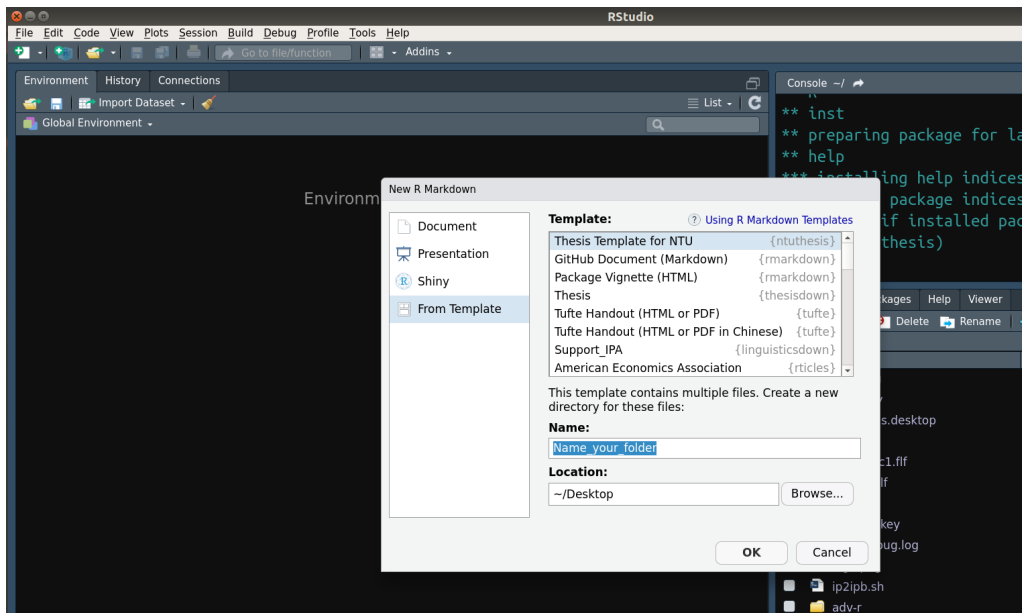 RStudio
File Edit Code View Plots Session Build Debug Profile Tools Help
Go to file/function Addins
Environment History Connections
Import Dataset List
Global Environment
Environm
Console ~/
** inst
** preparing package for la
** help
*** installing help indices
package indices
if installed pac
thesis)
New R Markdown
Document
Presentation
Shiny
From Template
Template: Using R Markdown Templates
Thesis Template for NTU {ntuthesis}
GitHub Document (Markdown) {rmarkdown}
Package Vignette (HTML) {rmarkdown}
Thesis {thesisdown}
Tufte Handout (HTML or PDF) {tufte}
Tufte Handout (HTML or PDF in Chinese) {tufte}
Support_IPA {linguisticsdown}
American Economics Association {rticles}
This template contains multiple files. Create a new
directory for these files:
Name:
Name_your_folder
Location:
~/Desktop Browse...
OK Cancel
kages Help Viewer
Delete Rename
s.desktop
c1.flf
lf
key
bug.log
ip2ipb.sh
adv-r